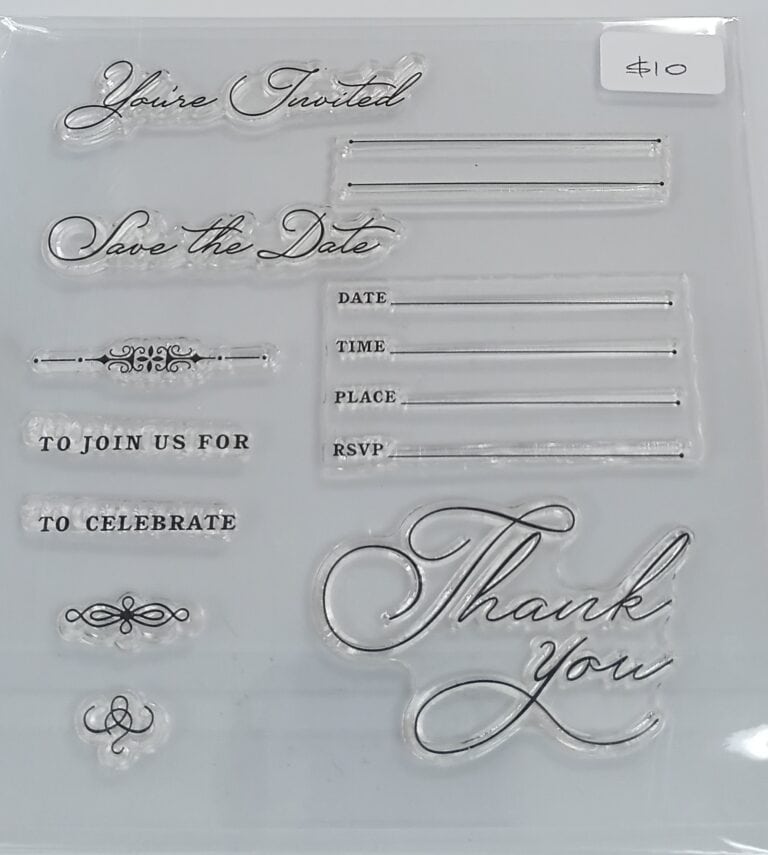 $10
You're Invited
Save the Date
DATE
TIME
PLACE
RSVP
TO JOIN US FOR
TO CELEBRATE
Thank
You